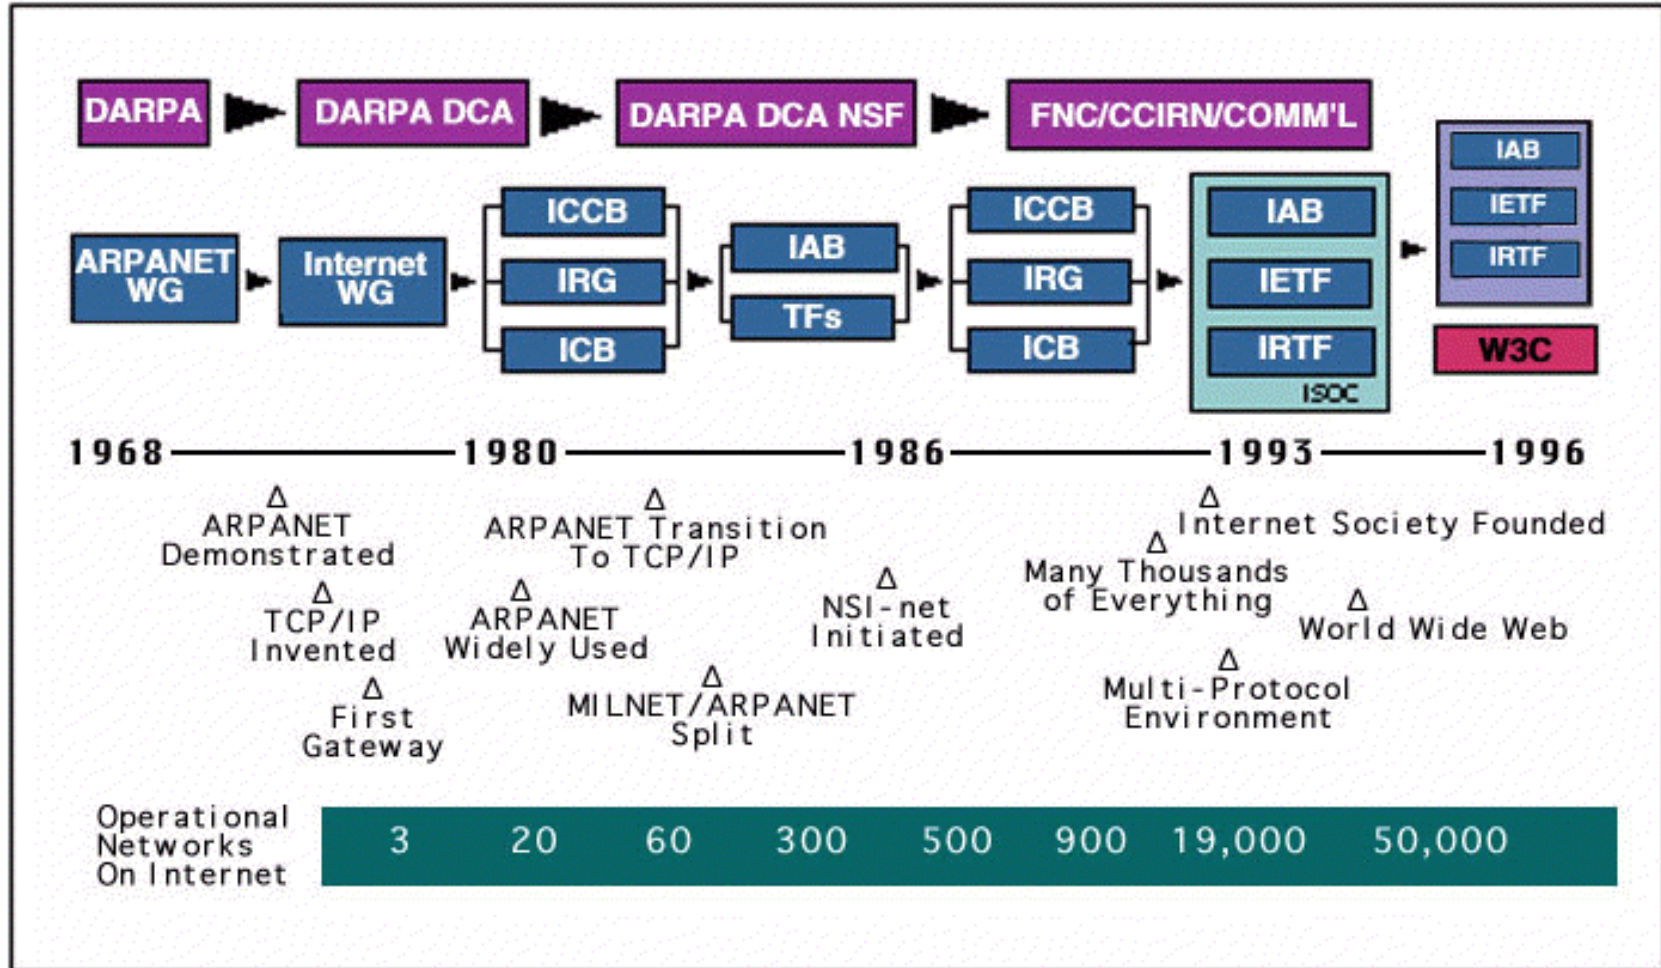 DARPA
DARPA DCA
DARPA DCA NSF
FNC/CCIRN/COMM'L
ARPANET
WG
Internet
WG
ICCB
IRG
ICB
IAB
TFs
ICCB
IRG
ICB
IAB
IETF
IRTF
ISOC
IAB
IETF
IRTF
W3C
1968
1980
1986
1993
1996
ARPANET
Demonstrated
TCP/IP
Invented
First
Gateway
ARPANET Transition
To TCP/IP
ARPANET
Widely Used
MILNET/ARPANET
Split
NSI-net
Initiated
Internet Society Founded
Many Thousands
of Everything
World Wide Web
Multi-Protocol
Environment
Operational
Networks
On Internet
3 20 60 300 500 900 19,000 50,000